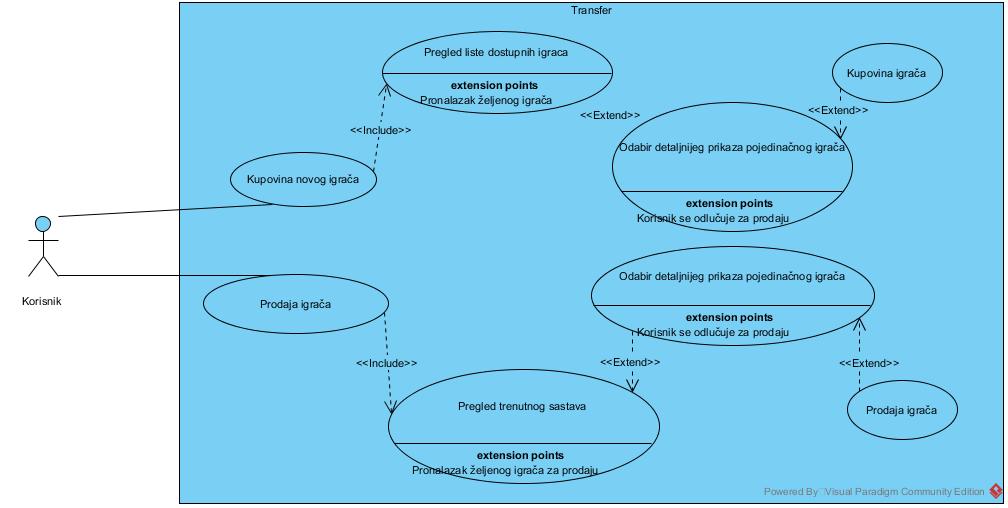 Transfer
Pregled liste dostupnih igraca
extension points
Pronalazak željenog igrača
Kupovina igrača
<<Extend>>
<<Extend>>
<<Include>>
Odabir detaljnijeg prikaza pojedinačnog igrača
extension points
Korisnik se odlučuje za prodaju
Kupovina novog igrača
Korisnik
Prodaja igrača
Odabir detaljnijeg prikaza pojedinačnog igrača
extension points
Korisnik se odlučuje za prodaju
<<Include>>
<<Extend>>
<<Extend>>
Pregled trenutnog sastava
extension points
Pronalazak željenog igrača za prodaju
Prodaja igrača
Powered By Visual Paradigm Community Edition